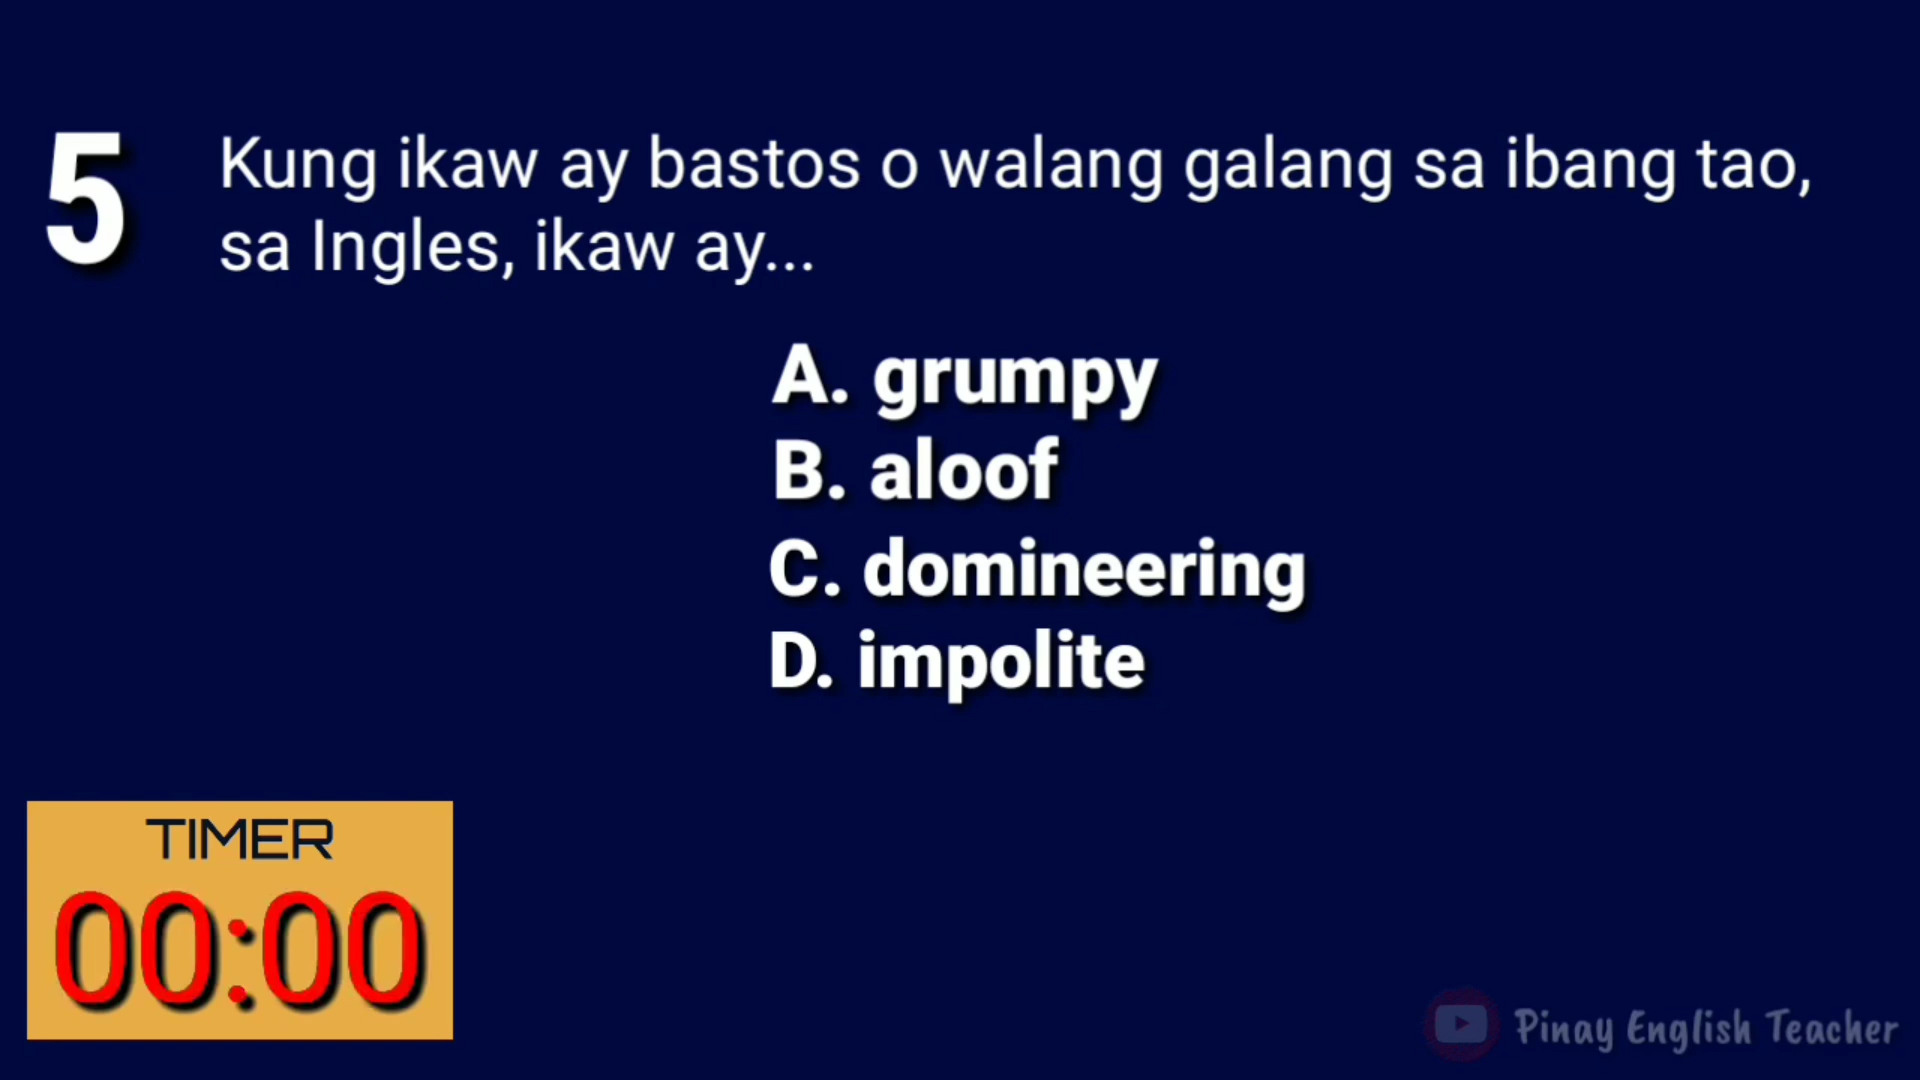 5
Kung ikaw ay bastos o walang galang sa ibang tao,
sa Ingles, ikaw ay...
A. grumpy
B. aloof
C. domineering
D. impolite
TIMER
00:00
Pinay English Teacher